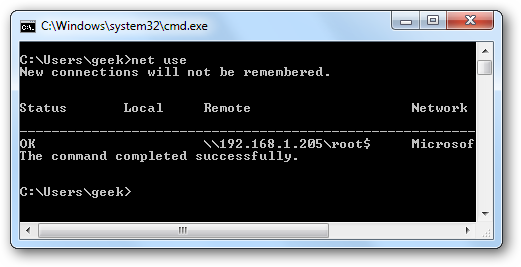 C:\Windows\system32\cmd.exe
C:\Users\geek>net use
New connections will not be remembered.
Status Local Remote Network
OK \\192.168.1.205\root$ Microsof
The command completed successfully.
C:\Users\geek>